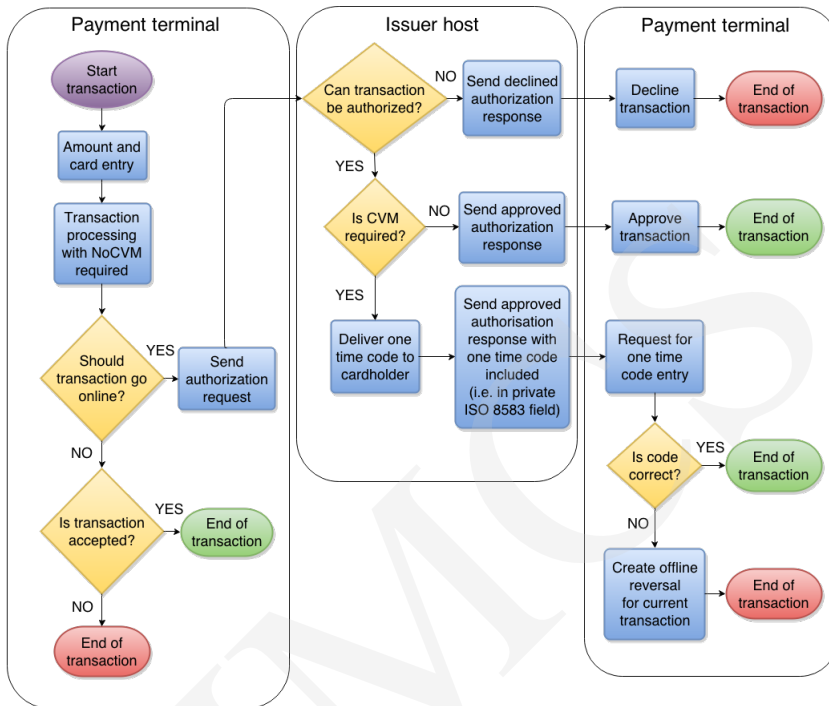 Payment terminal
Start
transaction
Amount and
card entry
Transaction
processing
with NoCVM
required
Should
transaction go
online?
YES
Send
authorization
request
NO
Is transaction
accepted?
YES
End of
transaction
NO
End of
transaction
Issuer host
Can transaction
be authorized?
NO
Send declined
authorization
response
YES
Is CVM
required?
NO
Send approved
authorization
response
YES
Deliver one
time code to
cardholder
Send approved
authorisation
response with
one time code
included
(i.e. in private
ISO 8583 field)
Payment terminal
Decline
transaction
End of
transaction
Approve
transaction
End of
transaction
Request for
one time
code entry
Is code
correct?
YES
End of
transaction
NO
Create offline
reversal
for current
transaction
End of
transaction